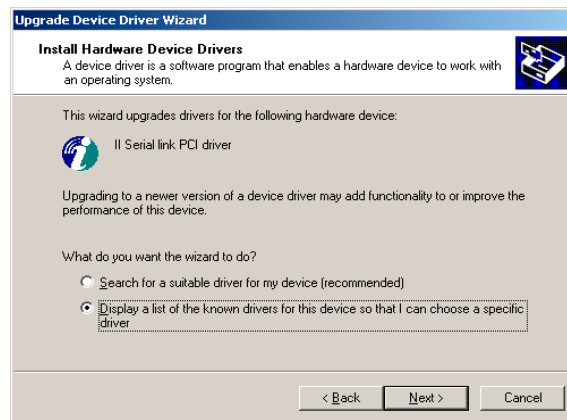 Upgrade Device Driver Wizard
Install Hardware Device Drivers
A device driver is a software program that enables a hardware device to work with
an operating system.
This wizard upgrades drivers for the following hardware device:
II Serial link PCI driver
Upgrading to a newer version of a device driver may add functionality to or improve the
performance of this device.
What do you want the wizard to do?
Search for a suitable driver for my device (recommended)
Display a list of the known drivers for this device so that I can choose a specific
driver
< Back Next > Cancel